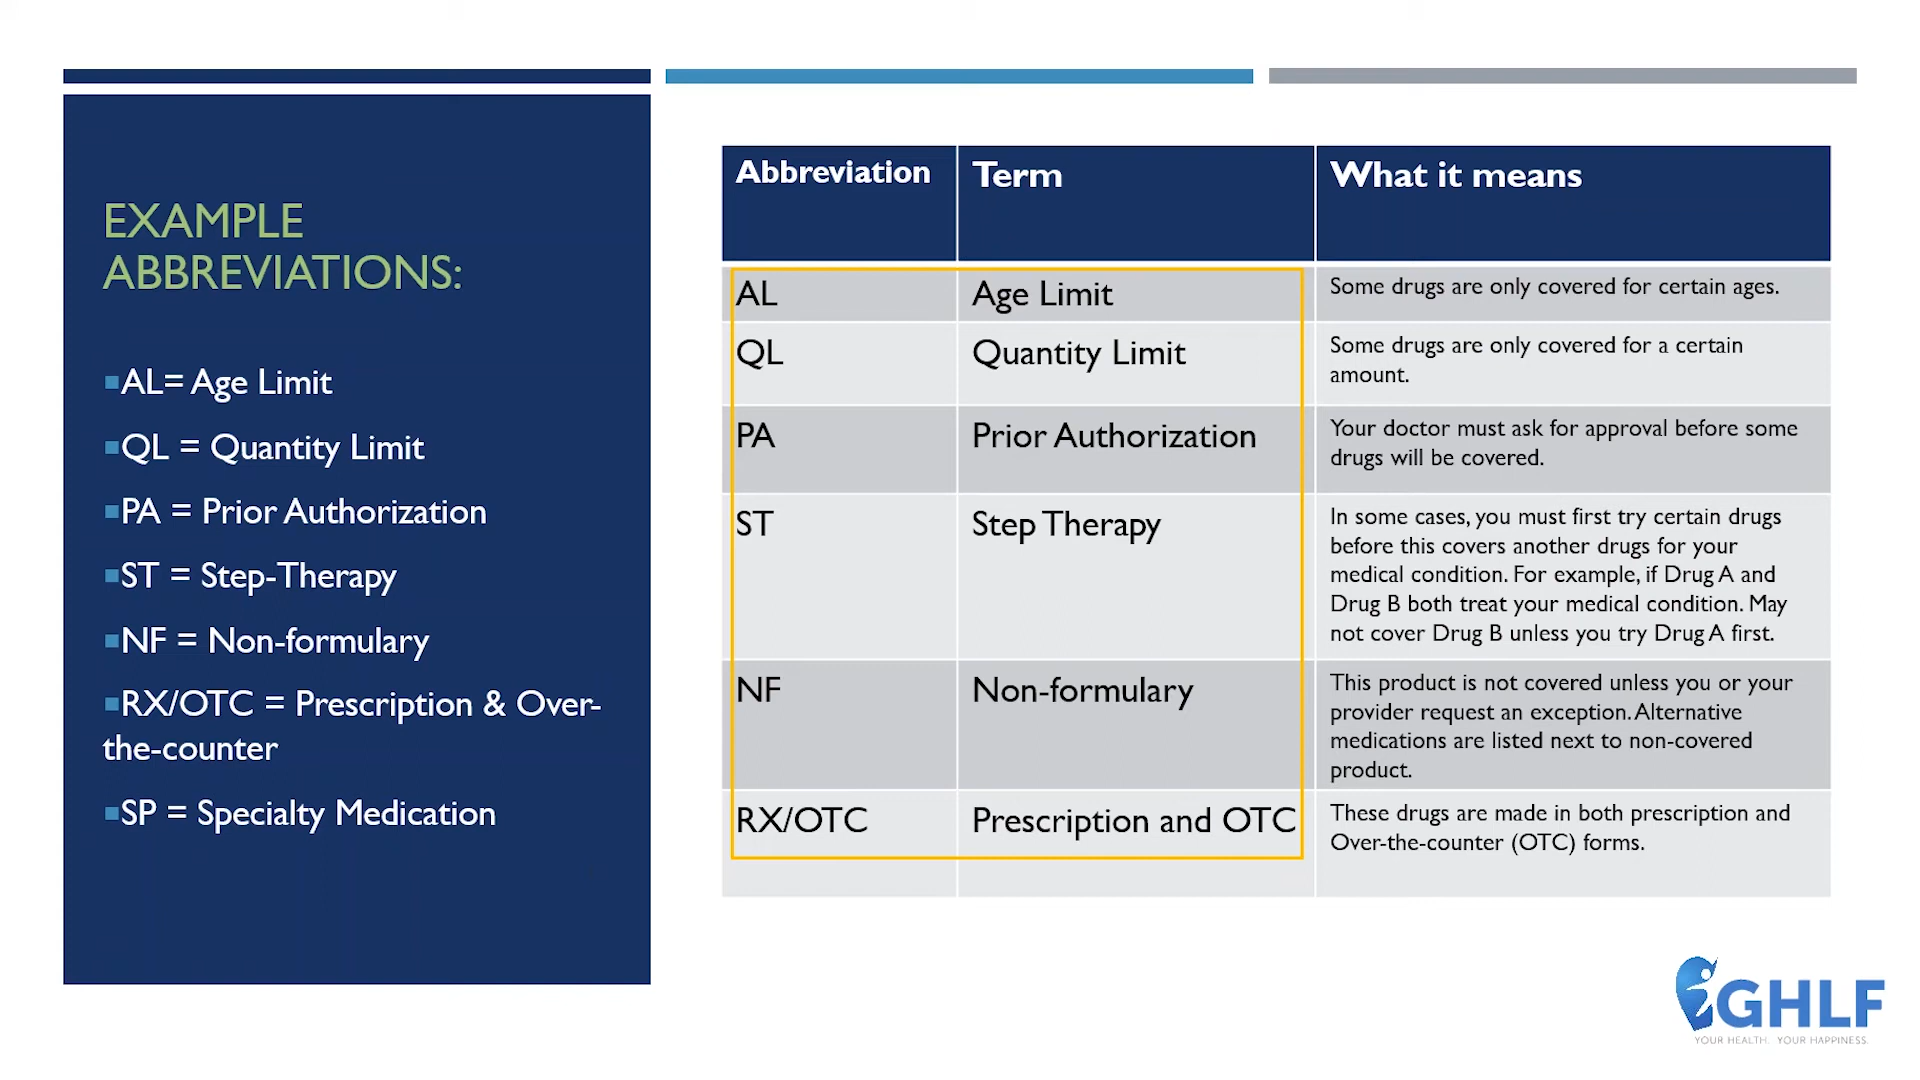 EXAMPLE
ABBREVIATIONS:
AL= Age Limit
QL = Quantity Limit
PA = Prior Authorization
ST = Step-Therapy
NF = Non-formulary
RX/OTC = Prescription & Over-
the-counter
SP = Specialty Medication
Abbreviation Term What it means
AL Age Limit Some drugs are only covered for certain ages.
QL Quantity Limit Some drugs are only covered for a certain
amount.
PA Prior Authorization Your doctor must ask for approval before some
drugs will be covered.
ST Step Therapy In some cases, you must first try certain drugs
before this covers another drugs for your
medical condition. For example, if Drug A and
Drug B both treat your medical condition. May
not cover Drug B unless you try Drug A first.
NF Non-formulary This product is not covered unless you or your
provider request an exception. Alternative
medications are listed next to non-covered
product.
RX/OTC Prescription and OTC These drugs are made in both prescription and
Over-the-counter (OTC) forms.
GHLF
YOUR HEALTH. YOUR HAPPINESS.